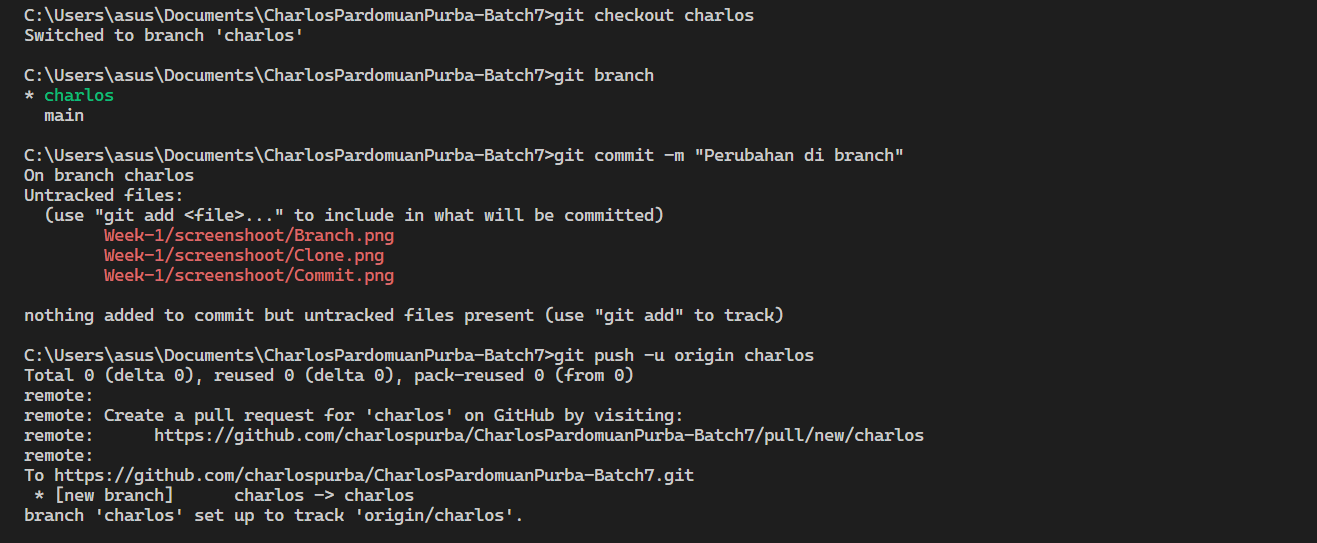 C:\Users\asus\Documents\CharlosPardomuanPurba-Batch7>git checkout charlos
Switched to branch 'charlos'
C:\Users\asus\Documents\CharlosPardomuanPurba-Batch7>git branch
* charlos
main
C:\Users\asus\Documents\CharlosPardomuanPurba-Batch7>git commit -m "Perubahan di branch"
On branch charlos
Untracked files:
(use "git add <file>..." to include in what will be committed)
Week-1/screenshoot/Branch.png
Week-1/screenshoot/Clone.png
Week-1/screenshoot/Commit.png
nothing added to commit but untracked files present (use "git add" to track)
C:\Users\asus\Documents\CharlosPardomuanPurba-Batch7>git push -u origin charlos
Total 0 (delta 0), reused 0 (delta 0), pack-reused 0 (from 0)
remote:
remote: Create a pull request for 'charlos' on GitHub by visiting:
remote:      https://github.com/charlospurba/CharlosPardomuanPurba-Batch7/pull/new/charlos
remote:
To https://github.com/charlospurba/CharlosPardomuanPurba-Batch7.git
* [new branch]      charlos -> charlos
branch 'charlos' set up to track 'origin/charlos'.